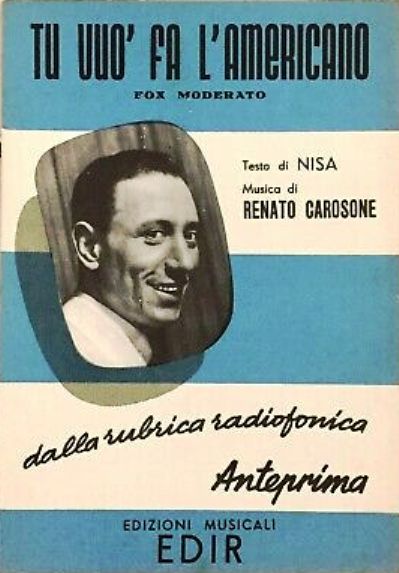 TU VUO' FA L'AMERICANO
FOX MODERATO
Testo di NISA
Musica di
RENATO CAROSONE
dalla rubrica radiofonica
Anteprima
EDIZIONI MUSICALI
EDIR